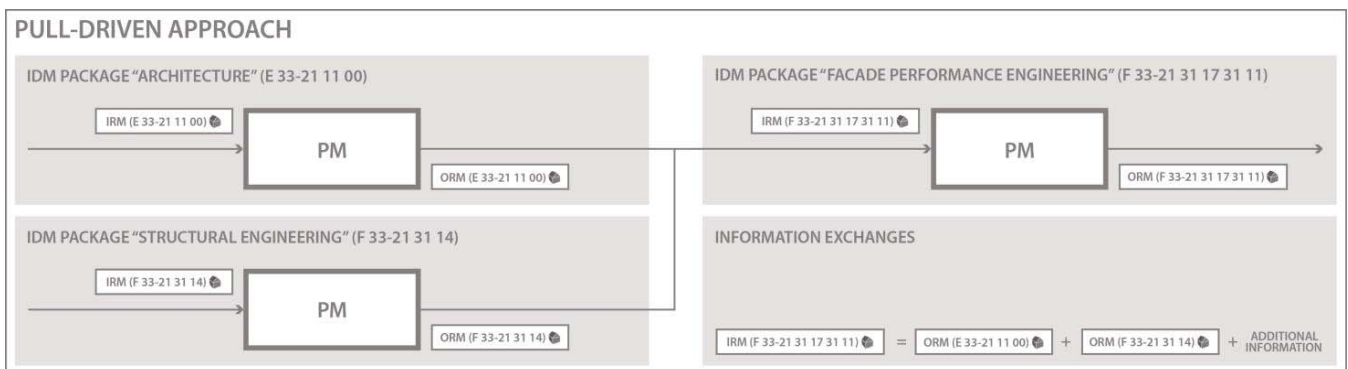 PULL-DRIVEN APPROACH
IDM PACKAGE “ARCHITECTURE” (E 33-21 11 00)
IRM (E 33-21 11 00)
PM
ORM (E 33-21 11 00)
IDM PACKAGE “FACADE PERFORMANCE ENGINEERING” (F 33-21 31 17 31 11)
IRM (F 33-21 31 17 31 11)
PM
ORM (F 33-21 31 17 31 11)
IDM PACKAGE “STRUCTURAL ENGINEERING” (F 33-21 31 14)
IRM (F 33-21 31 14)
PM
ORM (F 33-21 31 14)
INFORMATION EXCHANGES
IRM (F 33-21 31 17 31 11) = ORM (E 33-21 11 00) + ORM (F 33-21 31 14) + ADDITIONAL
INFORMATION